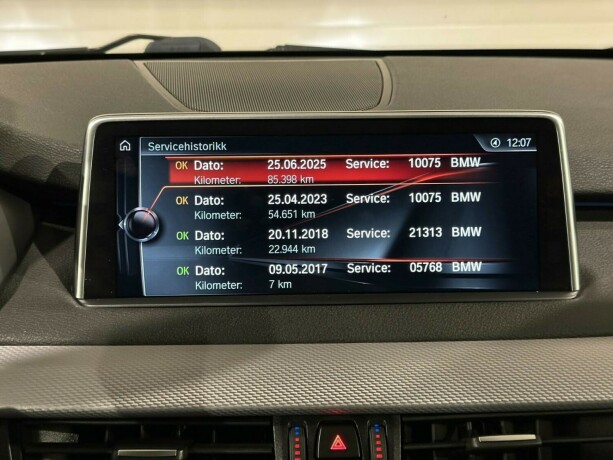 Servicehistorikk 12:07
OK Dato: 25.06.2025 Service: 10075 BMW
Kilometer: 85.398 km
OK Dato: 25.04.2023 Service: 10075 BMW
Kilometer: 54.651 km
OK Dato: 20.11.2018 Service: 21313 BMW
Kilometer: 22.944 km
OK Dato: 09.05.2017 Service: 05768 BMW
Kilometer: 7 km